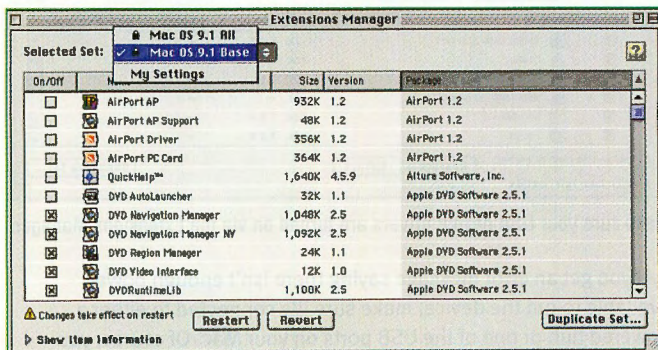 Extensions Manager
Selected Set:
Mac OS 9.1 All
Mac OS 9.1 Base
My Settings
On/Off Size Version Package
AirPort AP 932K 1.2 AirPort 1.2
AirPort AP Support 48K 1.2 AirPort 1.2
AirPort Driver 356K 1.2 AirPort 1.2
AirPort PC Card 364K 1.2 AirPort 1.2
QuickHelp™ 1,640K 4.5.9 Alture Software, Inc.
DVD AutoLauncher 32K 1.1 Apple DVD Software 2.5.1
DVD Navigation Manager 1,048K 2.5 Apple DVD Software 2.5.1
DVD Navigation Manager NV 1,092K 2.5 Apple DVD Software 2.5.1
DVD Region Manager 24K 1.1 Apple DVD Software 2.5.1
DVD Video Interface 12K 1.0 Apple DVD Software 2.5.1
DVDRuntimeLib 1,100K 2.5 Apple DVD Software 2.5.1
Changes take effect on restart
Restart
Revert
Duplicate Set...
Show Item Information